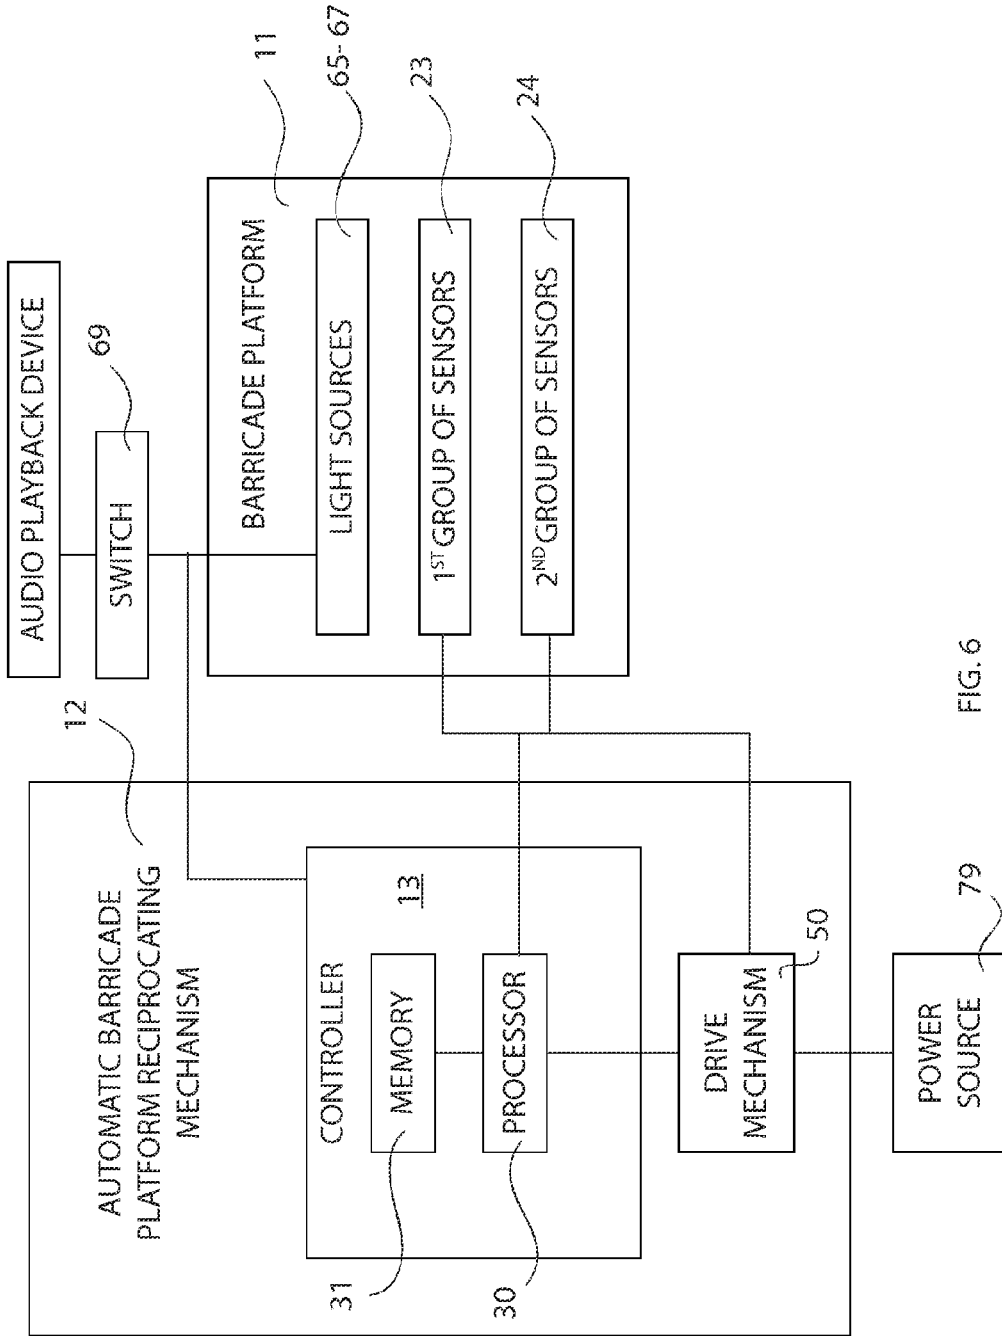 AUTOMATIC BARRICADE
PLATFORM RECIPROCATING
MECHANISM
12
CONTROLLER
13
MEMORY
31
PROCESSOR
30
DRIVE
MECHANISM
50
POWER
SOURCE
79
AUDIO PLAYBACK DEVICE
SWITCH
69
BARRICADE PLATFORM
11
LIGHT SOURCES
65-67
1ST GROUP OF SENSORS
23
2ND GROUP OF SENSORS
24
FIG. 6